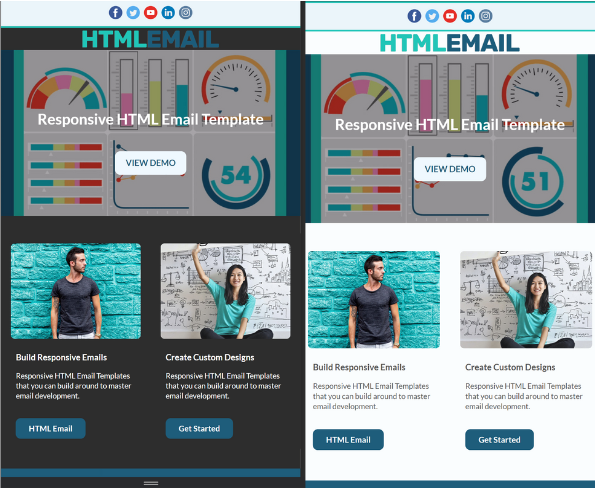 HTMLEMAIL
Responsive HTML Email Template
54
VIEW DEMO
Build Responsive Emails
Responsive HTML Email Templates
that you can build around to master
email development.
HTML Email
Create Custom Designs
Responsive HTML Email Templates
that you can build around to master
email development.
Get Started
HTMLEMAIL
Responsive HTML Email Template
51
VIEW DEMO
Build Responsive Emails
Responsive HTML Email Templates
that you can build around to master
email development.
HTML Email
Create Custom Designs
Responsive HTML Email Templates
that you can build around to master
email development.
Get Started